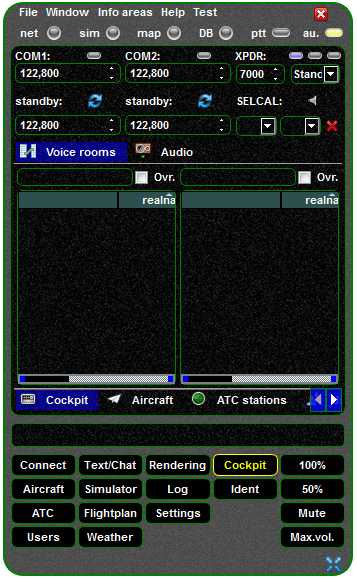 File Window Info areas Help Test
net sim map DB ptt au.
COM1: COM2: XPDR:
122,800 122,800 7000 Stand
standby: standby: SELCAL:
122,800 122,800
Voice rooms Audio
Ovr. Ovr.
realna realna
Cockpit Aircraft ATC stations
Connect Text/Chat Rendering Cockpit 100%
Aircraft Simulator Log Ident 50%
ATC Flightplan Settings Mute
Users Weather Max.vol.